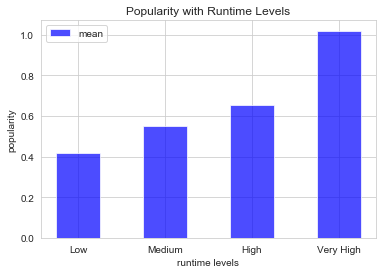 Popularity with Runtime Levels
mean
popularity
1.0
0.8
0.6
0.4
0.2
0.0
Low Medium High Very High
runtime levels